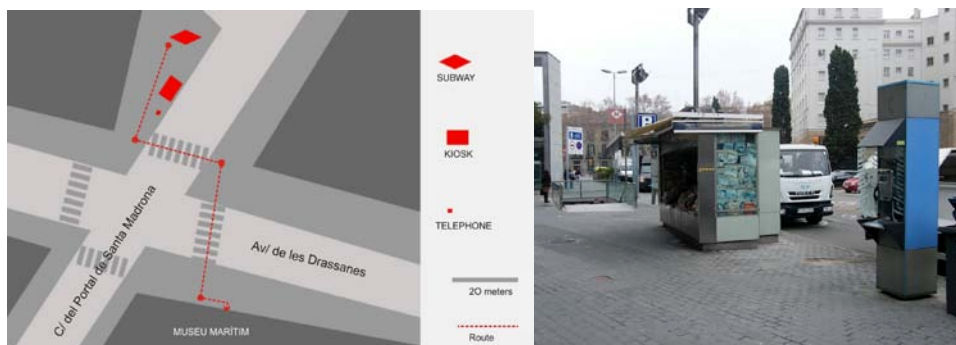 SUBWAY
KIOSK
TELEPHONE
C/ del Portal de Santa Madrona
Av/ de les Drassanes
2O meters
MUSEU MARÍTIM
Route
P